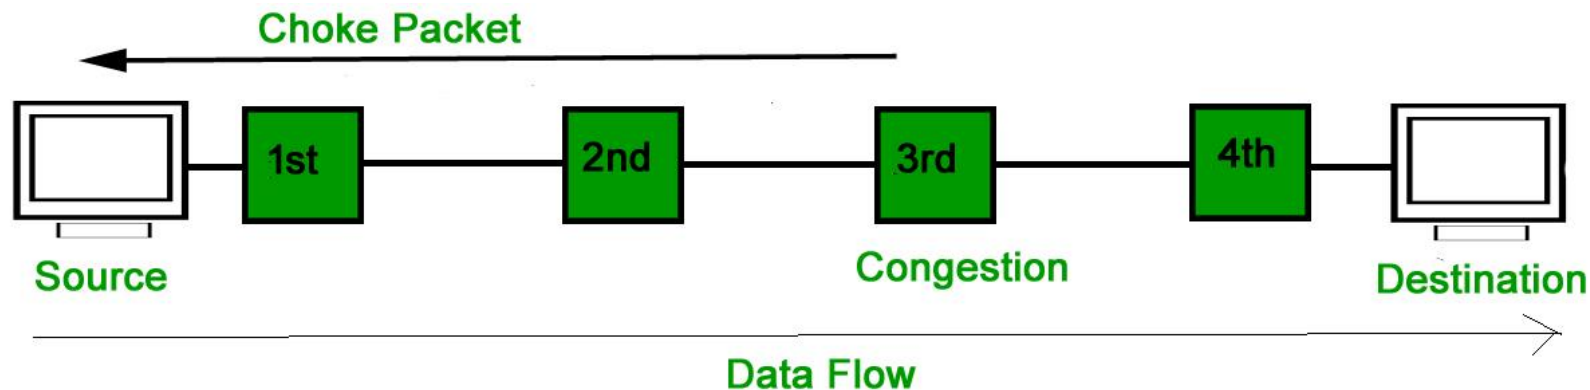 Choke Packet
1st
2nd
3rd
4th
Source
Congestion
Destination
Data Flow